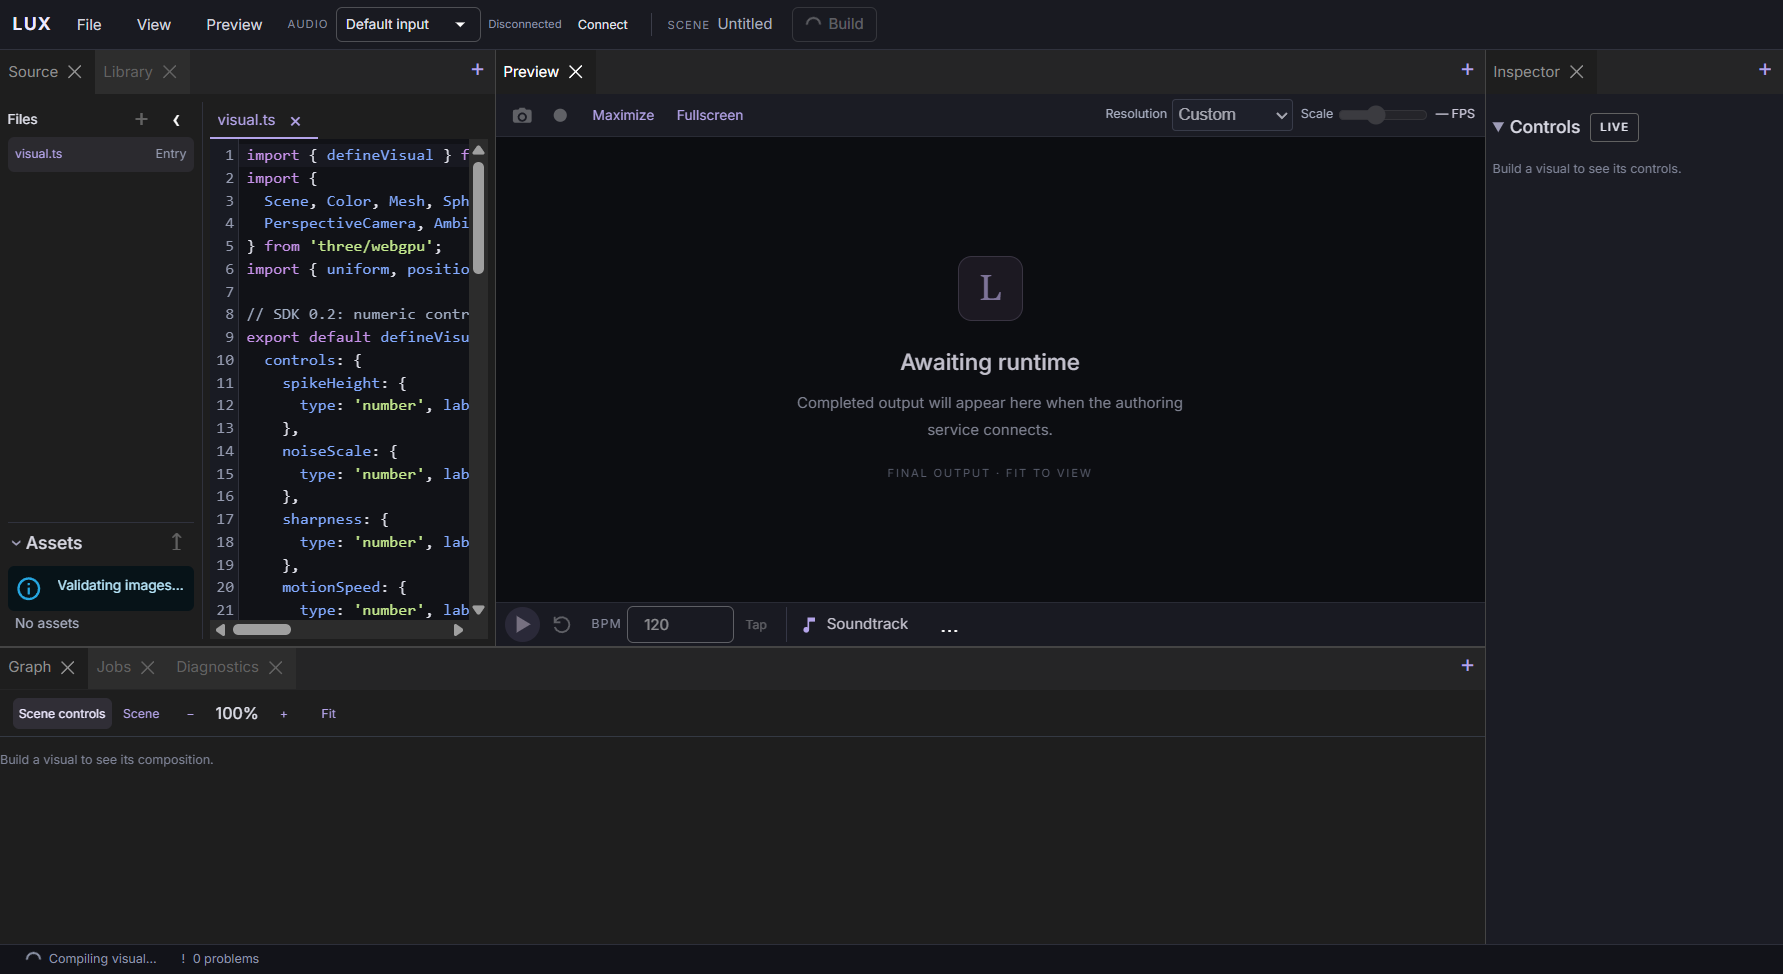 LUX File View Preview AUDIO Default input Disconnected Connect SCENE Untitled Build
Source Library
Files
visual.ts Entry
Assets
Validating images...
No assets
visual.ts
1 import { defineVisual } f
2 import {
3 Scene, Color, Mesh, Sph
4 PerspectiveCamera, Ambi
5 } from 'three/webgpu';
6 import { uniform, positio
7
8 // SDK 0.2: numeric contr
9 export default defineVisu
10 controls: {
11 spikeHeight: {
12 type: 'number', lab
13 },
14 noiseScale: {
15 type: 'number', lab
16 },
17 sharpness: {
18 type: 'number', lab
19 },
20 motionSpeed: {
21 type: 'number', lab
Preview
Maximize Fullscreen Resolution Custom Scale — FPS
L
Awaiting runtime
Completed output will appear here when the authoring
service connects.
FINAL OUTPUT · FIT TO VIEW
BPM 120 Tap Soundtrack ...
Inspector
Controls LIVE
Build a visual to see its controls.
Graph Jobs Diagnostics
Scene controls Scene − 100% + Fit
Build a visual to see its composition.
Compiling visual... ! 0 problems